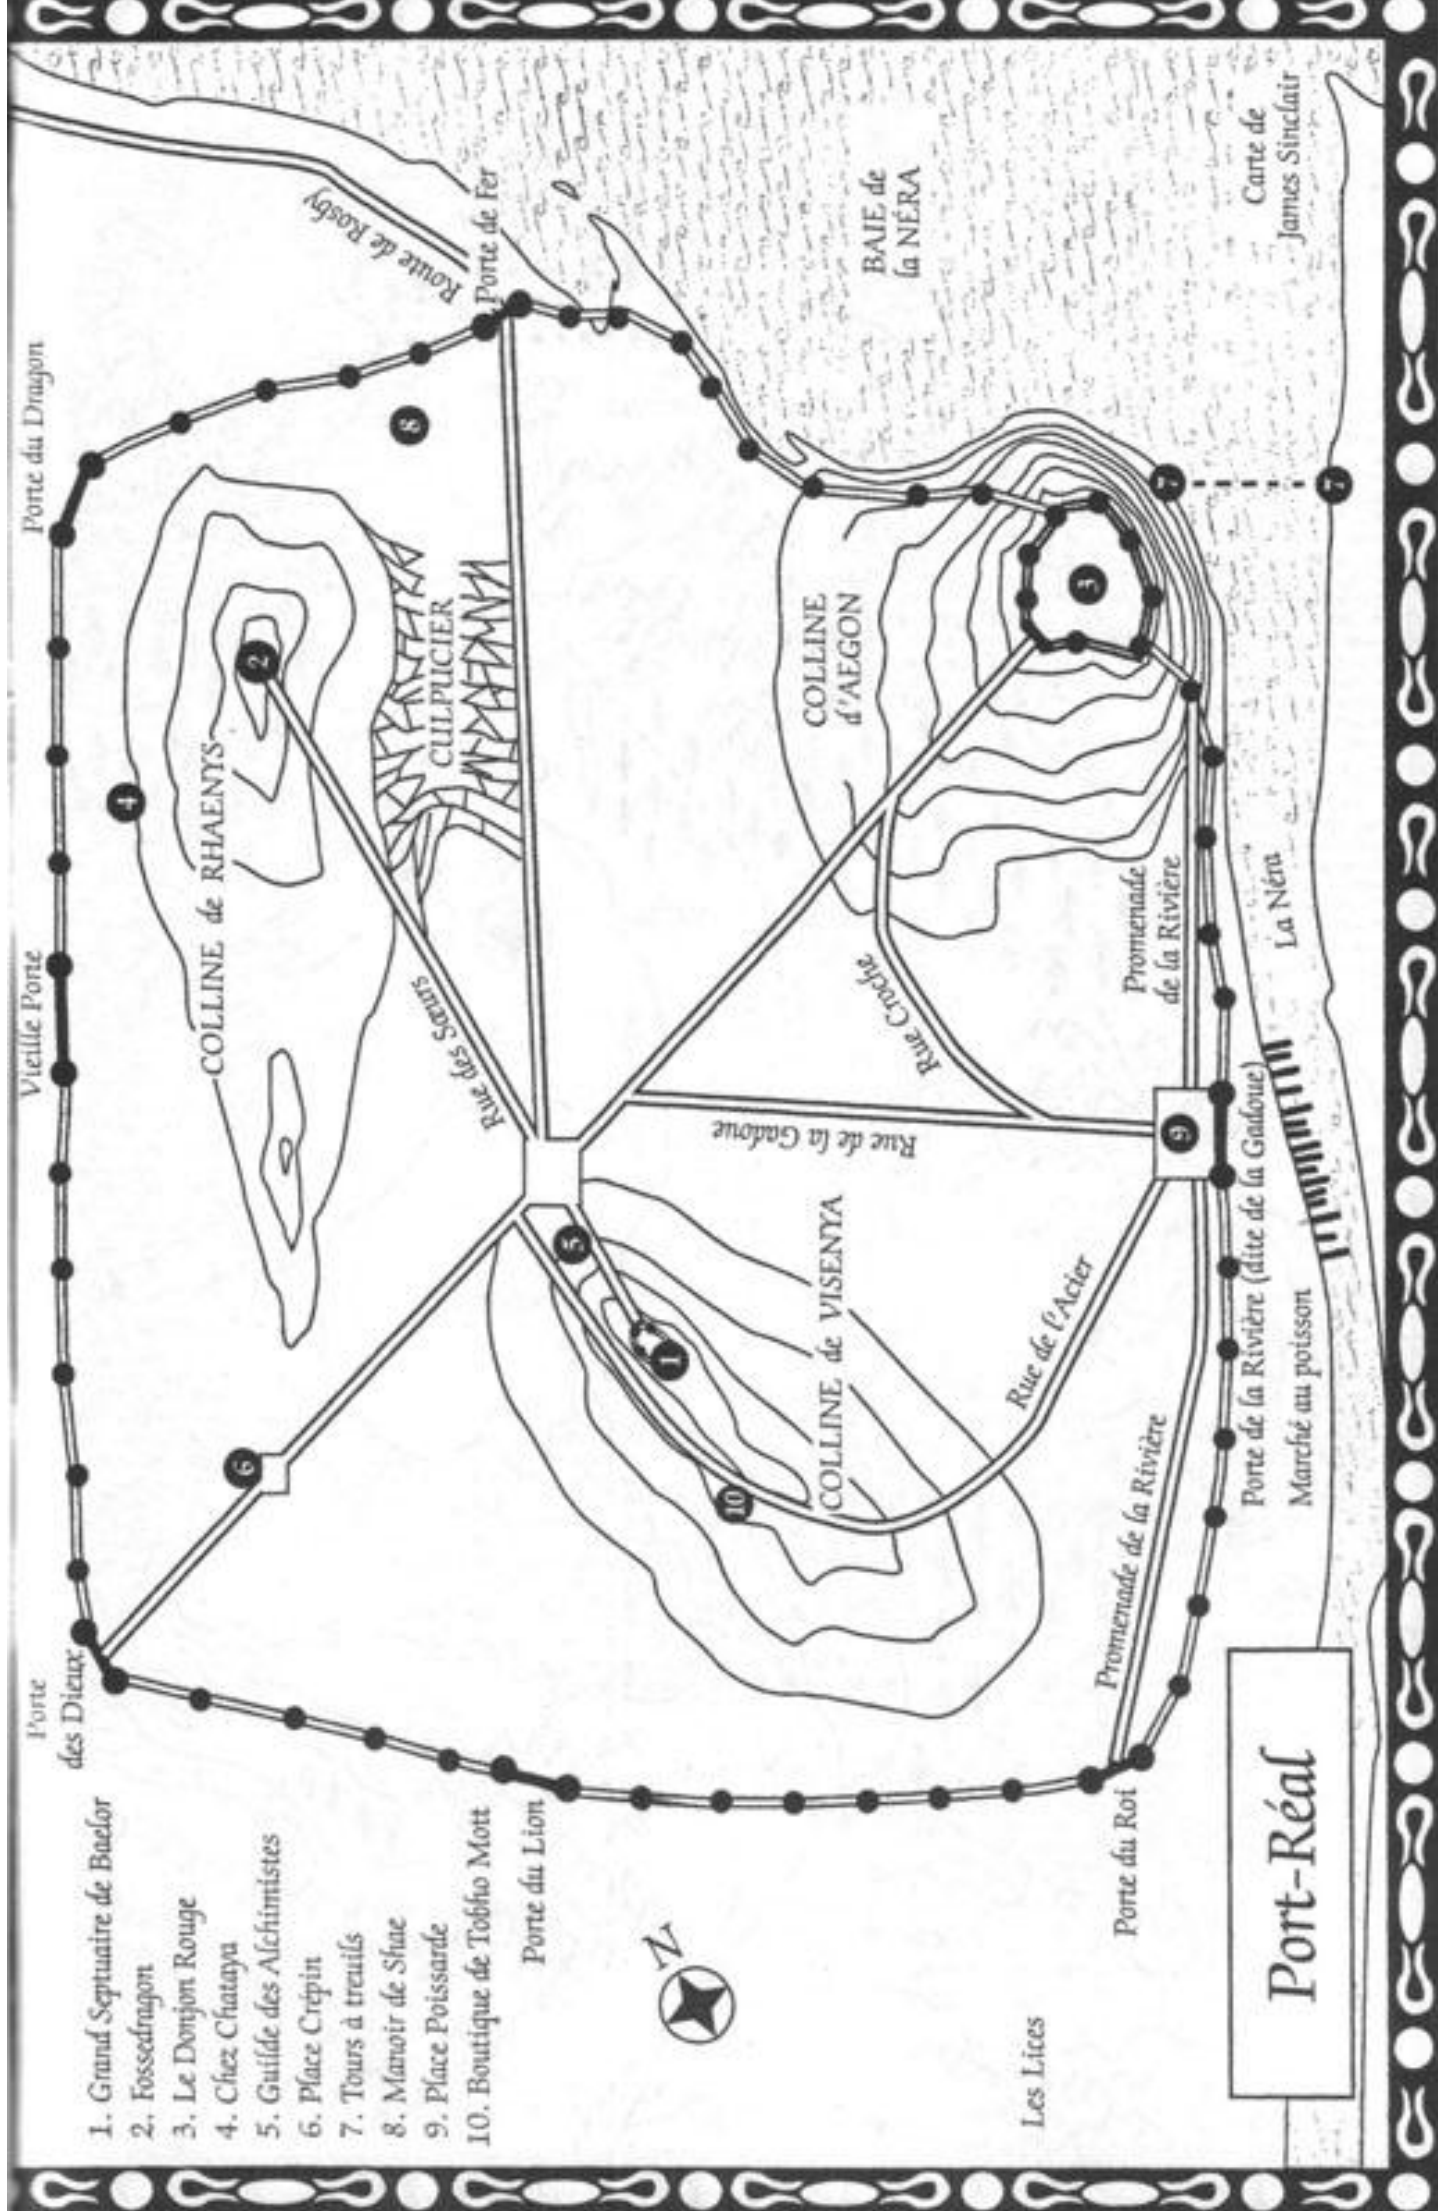 1. Grand Septuaire de Baelor
2. Fossedragon
3. Le Donjon Rouge
4. Chez Chataya
5. Guilde des Alchimistes
6. Place Crépin
7. Tours à treuils
8. Manoir de Shae
9. Place Poissarde
10. Boutique de Tobho Mott
Porte
des Dieux
Vieille Porte
Porte du Dragon
Route de Rosby
Porte de Fer
COLLINE de RHAENYS
CULPUCIER
Rue des Sœurs
4
2
8
6
5
1
10
Porte du Lion
N
COLLINE de VISENYA
Rue de la Gadoue
COLLINE
d'AEGON
BAIE de
la NÉRA
Rue Croche
3
Rue de l'Acier
Promenade
de la Rivière
Promenade de la Rivière
9
7
7
Porte du Roi
Les Lices
Porte de la Rivière (dite de la Gadoue)
Marché au poisson
La Néra
Carte de
James Sinclair
Port-Réal